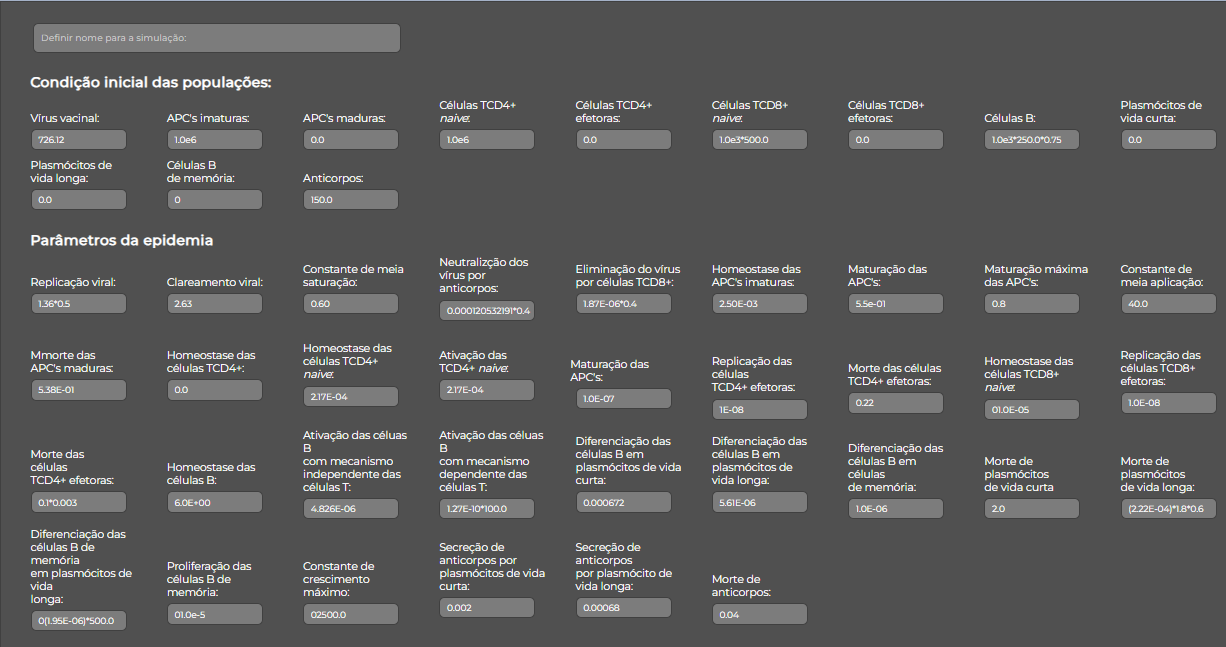 Definir nome para a simulação:
Condição inicial das populações:
Vírus vacinal:
726.12
APC's imaturas:
1.0e6
APC's maduras:
0.0
Células TCD4+
naive:
1.0e6
Células TCD4+
efetoras:
0.0
Células TCD8+
naive:
1.0e3*500.0
Células TCD8+
efetoras:
0.0
Células B:
1.0e3*250.0*0.75
Plasmócitos de
vida curta:
0.0
Plasmócitos de
vida longa:
0.0
Células B
de memória:
0
Anticorpos:
150.0
Parâmetros da epidemia
Replicação viral:
1.36*0.5
Clareamento viral:
2.63
Constante de meia
saturação:
0.60
Neutralizção dos
vírus por
anticorpos:
0.000120532191*0.4
Eliminação do vírus
por células TCD8+:
1.87E-06*0.4
Homeostase das
APC's imaturas:
2.50E-03
Maturação das
APC's:
5.5e-01
Maturação máxima
das APC's:
0.8
Constante de
meia aplicação:
40.0
Mmorte das
APC's maduras:
5.38E-01
Homeostase das
células TCD4+:
0.0
Homeostase das
células TCD4+
naive:
2.17E-04
Ativação das
TCD4+ naive:
2.17E-04
Maturação das
APC's:
1.0E-07
Replicação das
células
TCD4+ efetoras:
1E-08
Morte das células
TCD4+ efetoras:
0.22
Homeostase das
células TCD8+
naive:
01.0E-05
Replicação das
células TCD8+
efetoras:
1.0E-08
Morte das
células
TCD4+ efetoras:
0.1*0.003
Homeostase das
células B:
6.0E+00
Ativação das céluas
B
com mecanismo
independente das
células T:
4.826E-06
Ativação das céluas
B
com mecanismo
dependente das
células T:
1.27E-10*100.0
Diferenciação das
células B em
plasmócitos de vida
curta:
0.000672
Diferenciação das
células B em
plasmócitos de
vida longa:
5.61E-06
Diferenciação das
células B em
células
de memória:
1.0E-06
Morte de
plasmócitos
de vida curta
2.0
Morte de
plasmócitos
de vida longa:
(2.22E-04)*1.8*0.6
Diferenciação das
células B de
memória
em plasmócitos de
vida
longa:
0(1.95E-06)*500.0
Proliferação das
células B de
memória:
01.0e-5
Constante de
crescimento
máximo:
02500.0
Secreção de
anticorpos por
plasmócitos de vida
curta:
0.002
Secreção de
anticorpos
por plasmócito de
vida longa:
0.00068
Morte de
anticorpos:
0.04